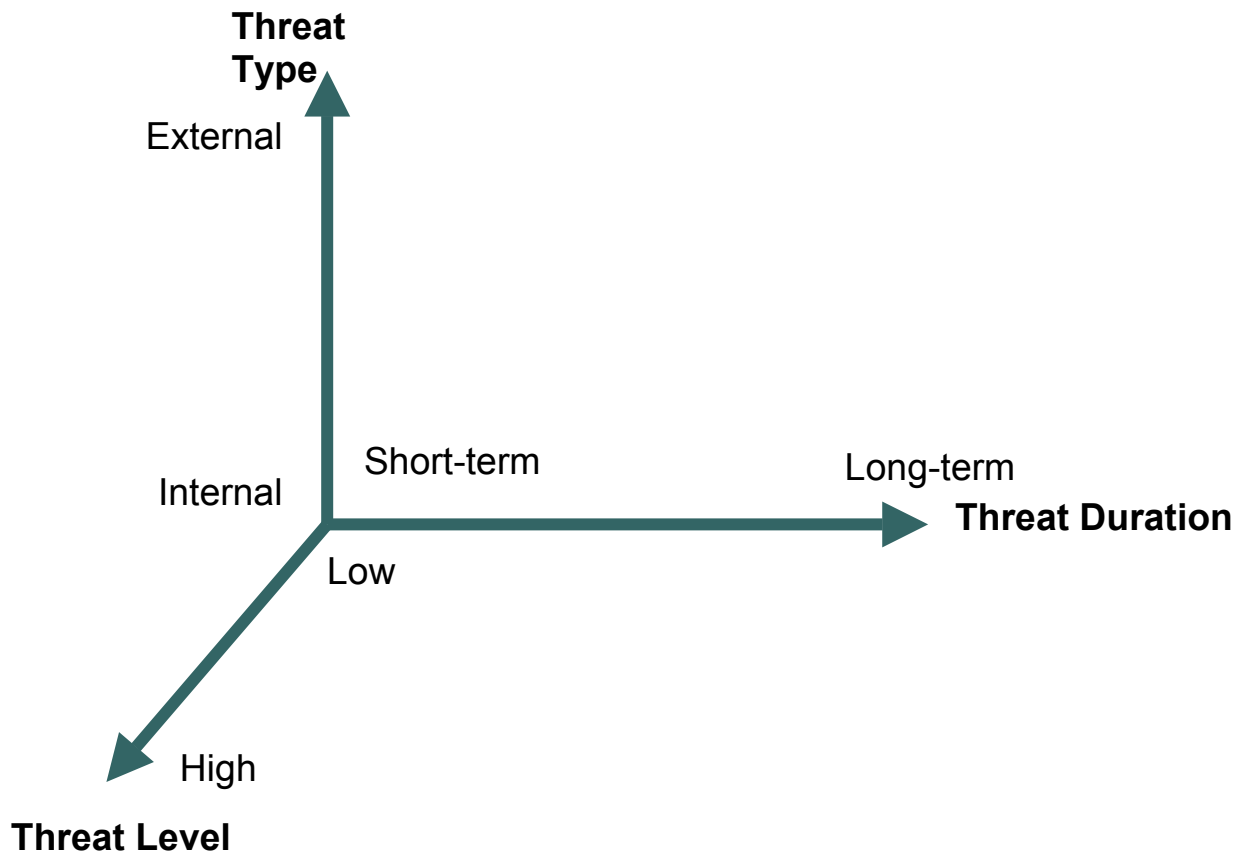 Threat
Type
External
Short-term
Long-term
Internal
Threat Duration
Low
High
Threat Level